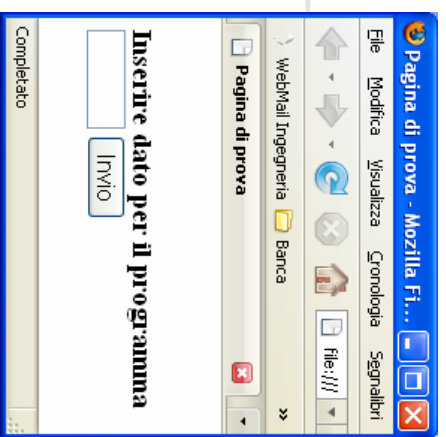 Pagina di prova - Mozilla Fi...
File Modifica Visualizza Cronologia Segnalibri
file:///
WebMail Ingegneria Banca »
Pagina di prova
Inserire dato per il programma
Invio
Completato